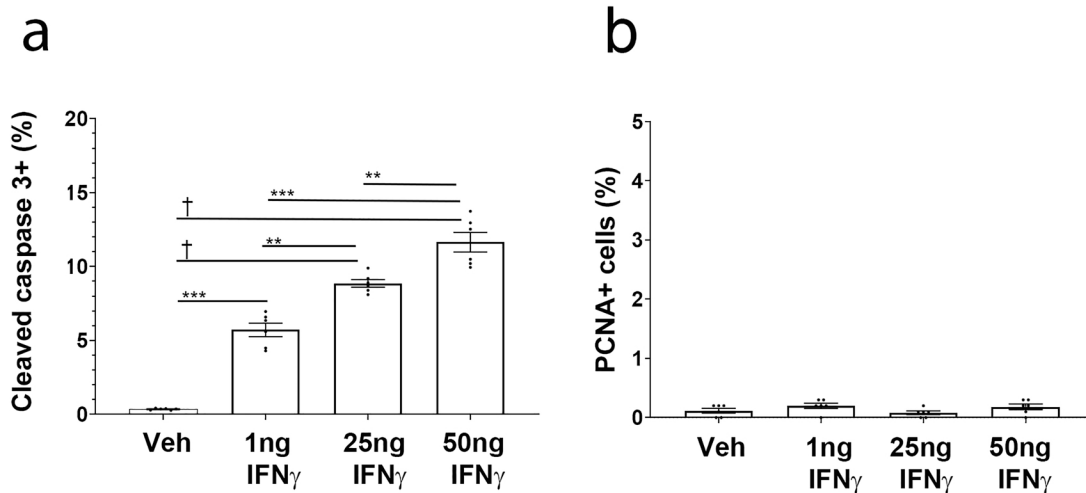 a
Cleaved caspase 3+ (%)
20
15
10
5
0
**
***
†
**
†
***
Veh
1ng
IFNγ
25ng
IFNγ
50ng
IFNγ
b
PCNA+ cells (%)
5
4
3
2
1
0
Veh
1ng
IFNγ
25ng
IFNγ
50ng
IFNγ